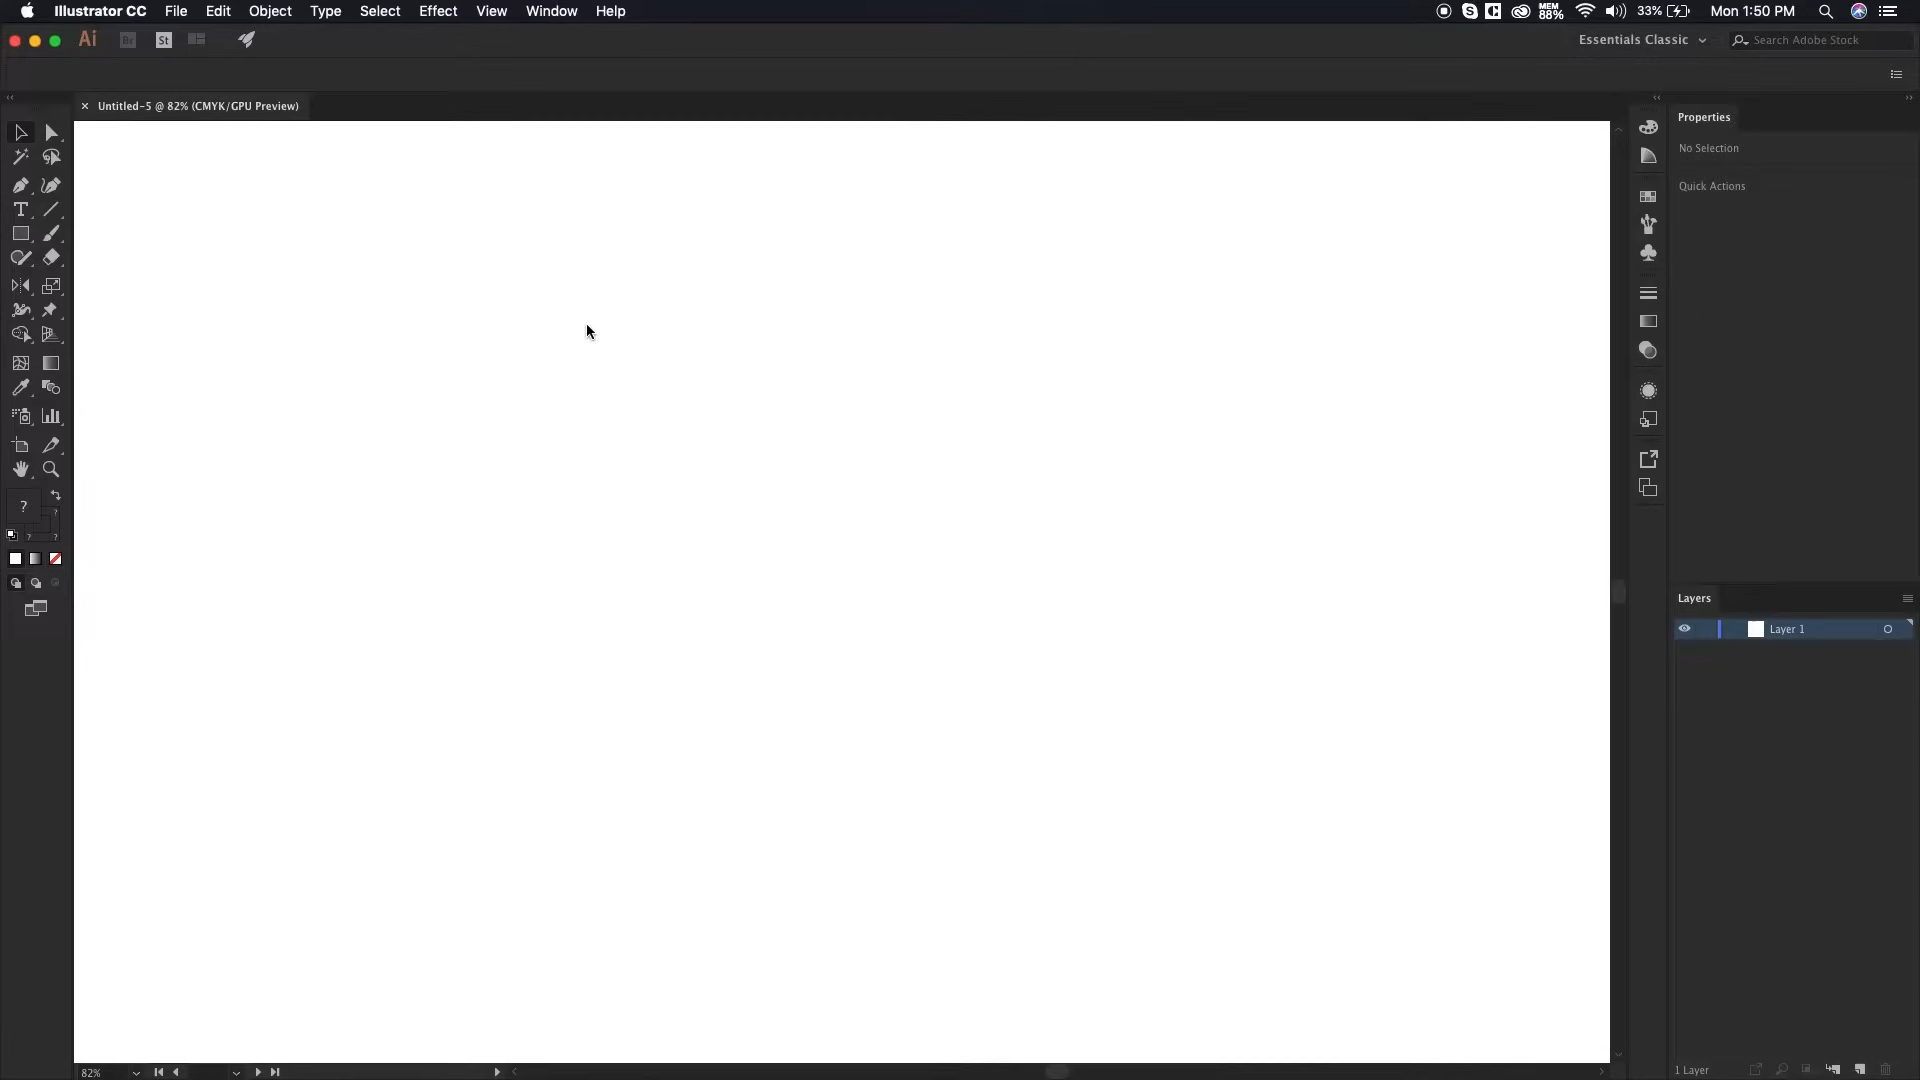 Illustrator CC File Edit Object Type Select Effect View Window Help MEM 88% 33% Mon 1:50 PM
Ai Br St Essentials Classic Search Adobe Stock
Untitled-5 @ 82% (CMYK/GPU Preview)
Properties
No Selection
Quick Actions
T
?
?
? ?
Layers
Layer 1
82%
1 Layer